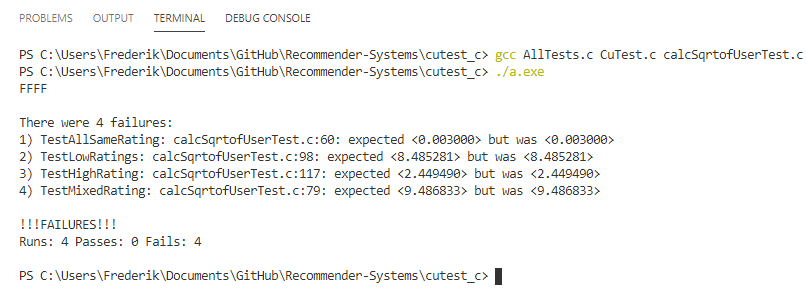 PROBLEMS OUTPUT TERMINAL DEBUG CONSOLE
PS C:\Users\Frederik\Documents\GitHub\Recommender-Systems\cutest_c> gcc AllTests.c CuTest.c calcSqrtofUserTest.c
PS C:\Users\Frederik\Documents\GitHub\Recommender-Systems\cutest_c> ./a.exe
FFFF
There were 4 failures:
1) TestAllSameRating: calcSqrtofUserTest.c:60: expected <0.003000> but was <0.003000>
2) TestLowRatings: calcSqrtofUserTest.c:98: expected <8.485281> but was <8.485281>
3) TestHighRating: calcSqrtofUserTest.c:117: expected <2.449490> but was <2.449490>
4) TestMixedRating: calcSqrtofUserTest.c:79: expected <9.486833> but was <9.486833>
!!!FAILURES!!!
Runs: 4 Passes: 0 Fails: 4
PS C:\Users\Frederik\Documents\GitHub\Recommender-Systems\cutest_c>